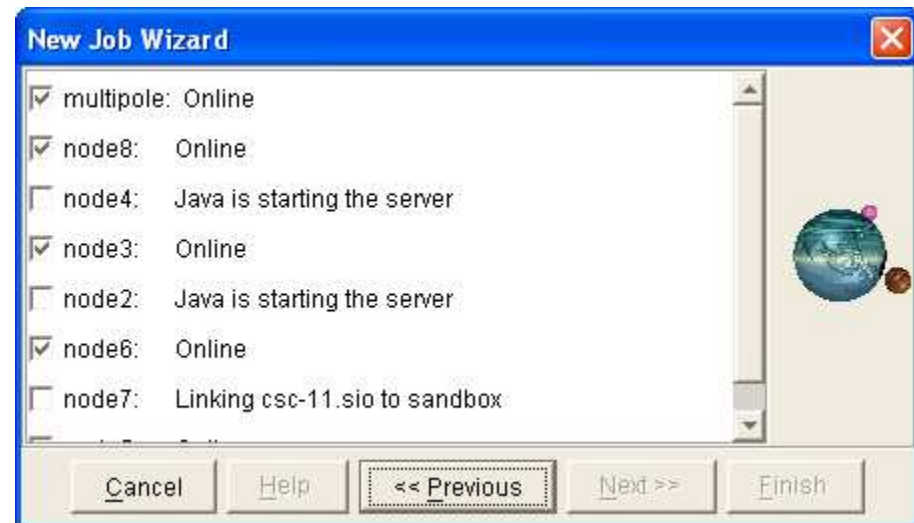 New Job Wizard
multipole: Online
node8: Online
node4: Java is starting the server
node3: Online
node2: Java is starting the server
node6: Online
node7: Linking csc-11.sio to sandbox
Cancel Help << Previous Next >> Finish